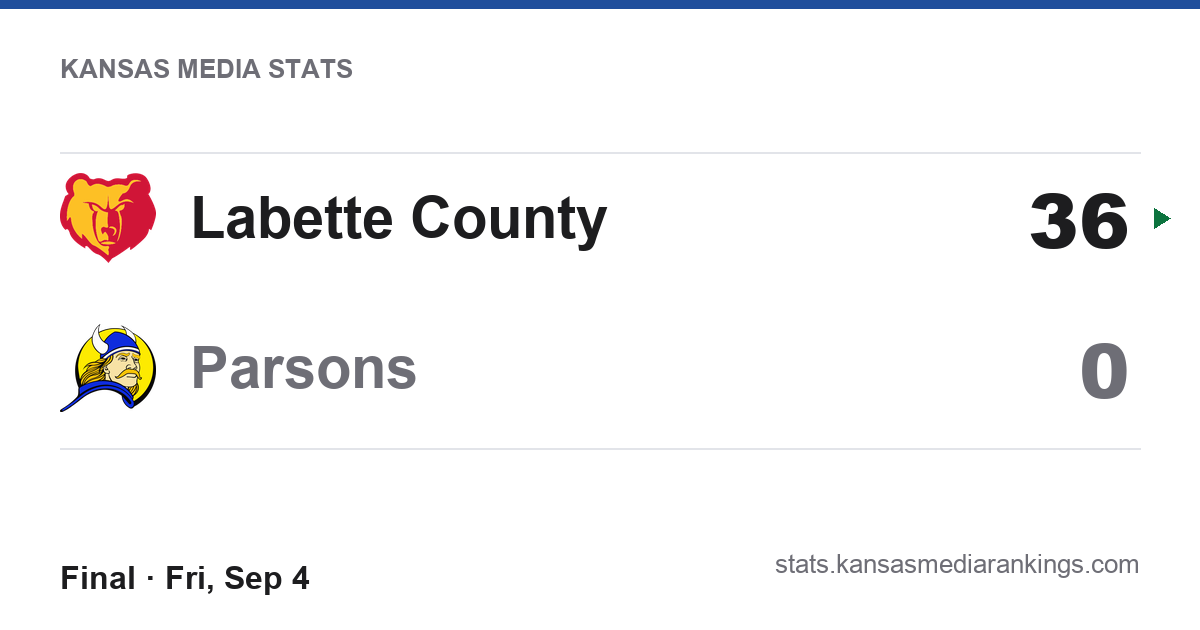 KANSAS MEDIA STATS
Labette County 36
Parsons 0
Final · Fri, Sep 4
stats.kansasmediarankings.com